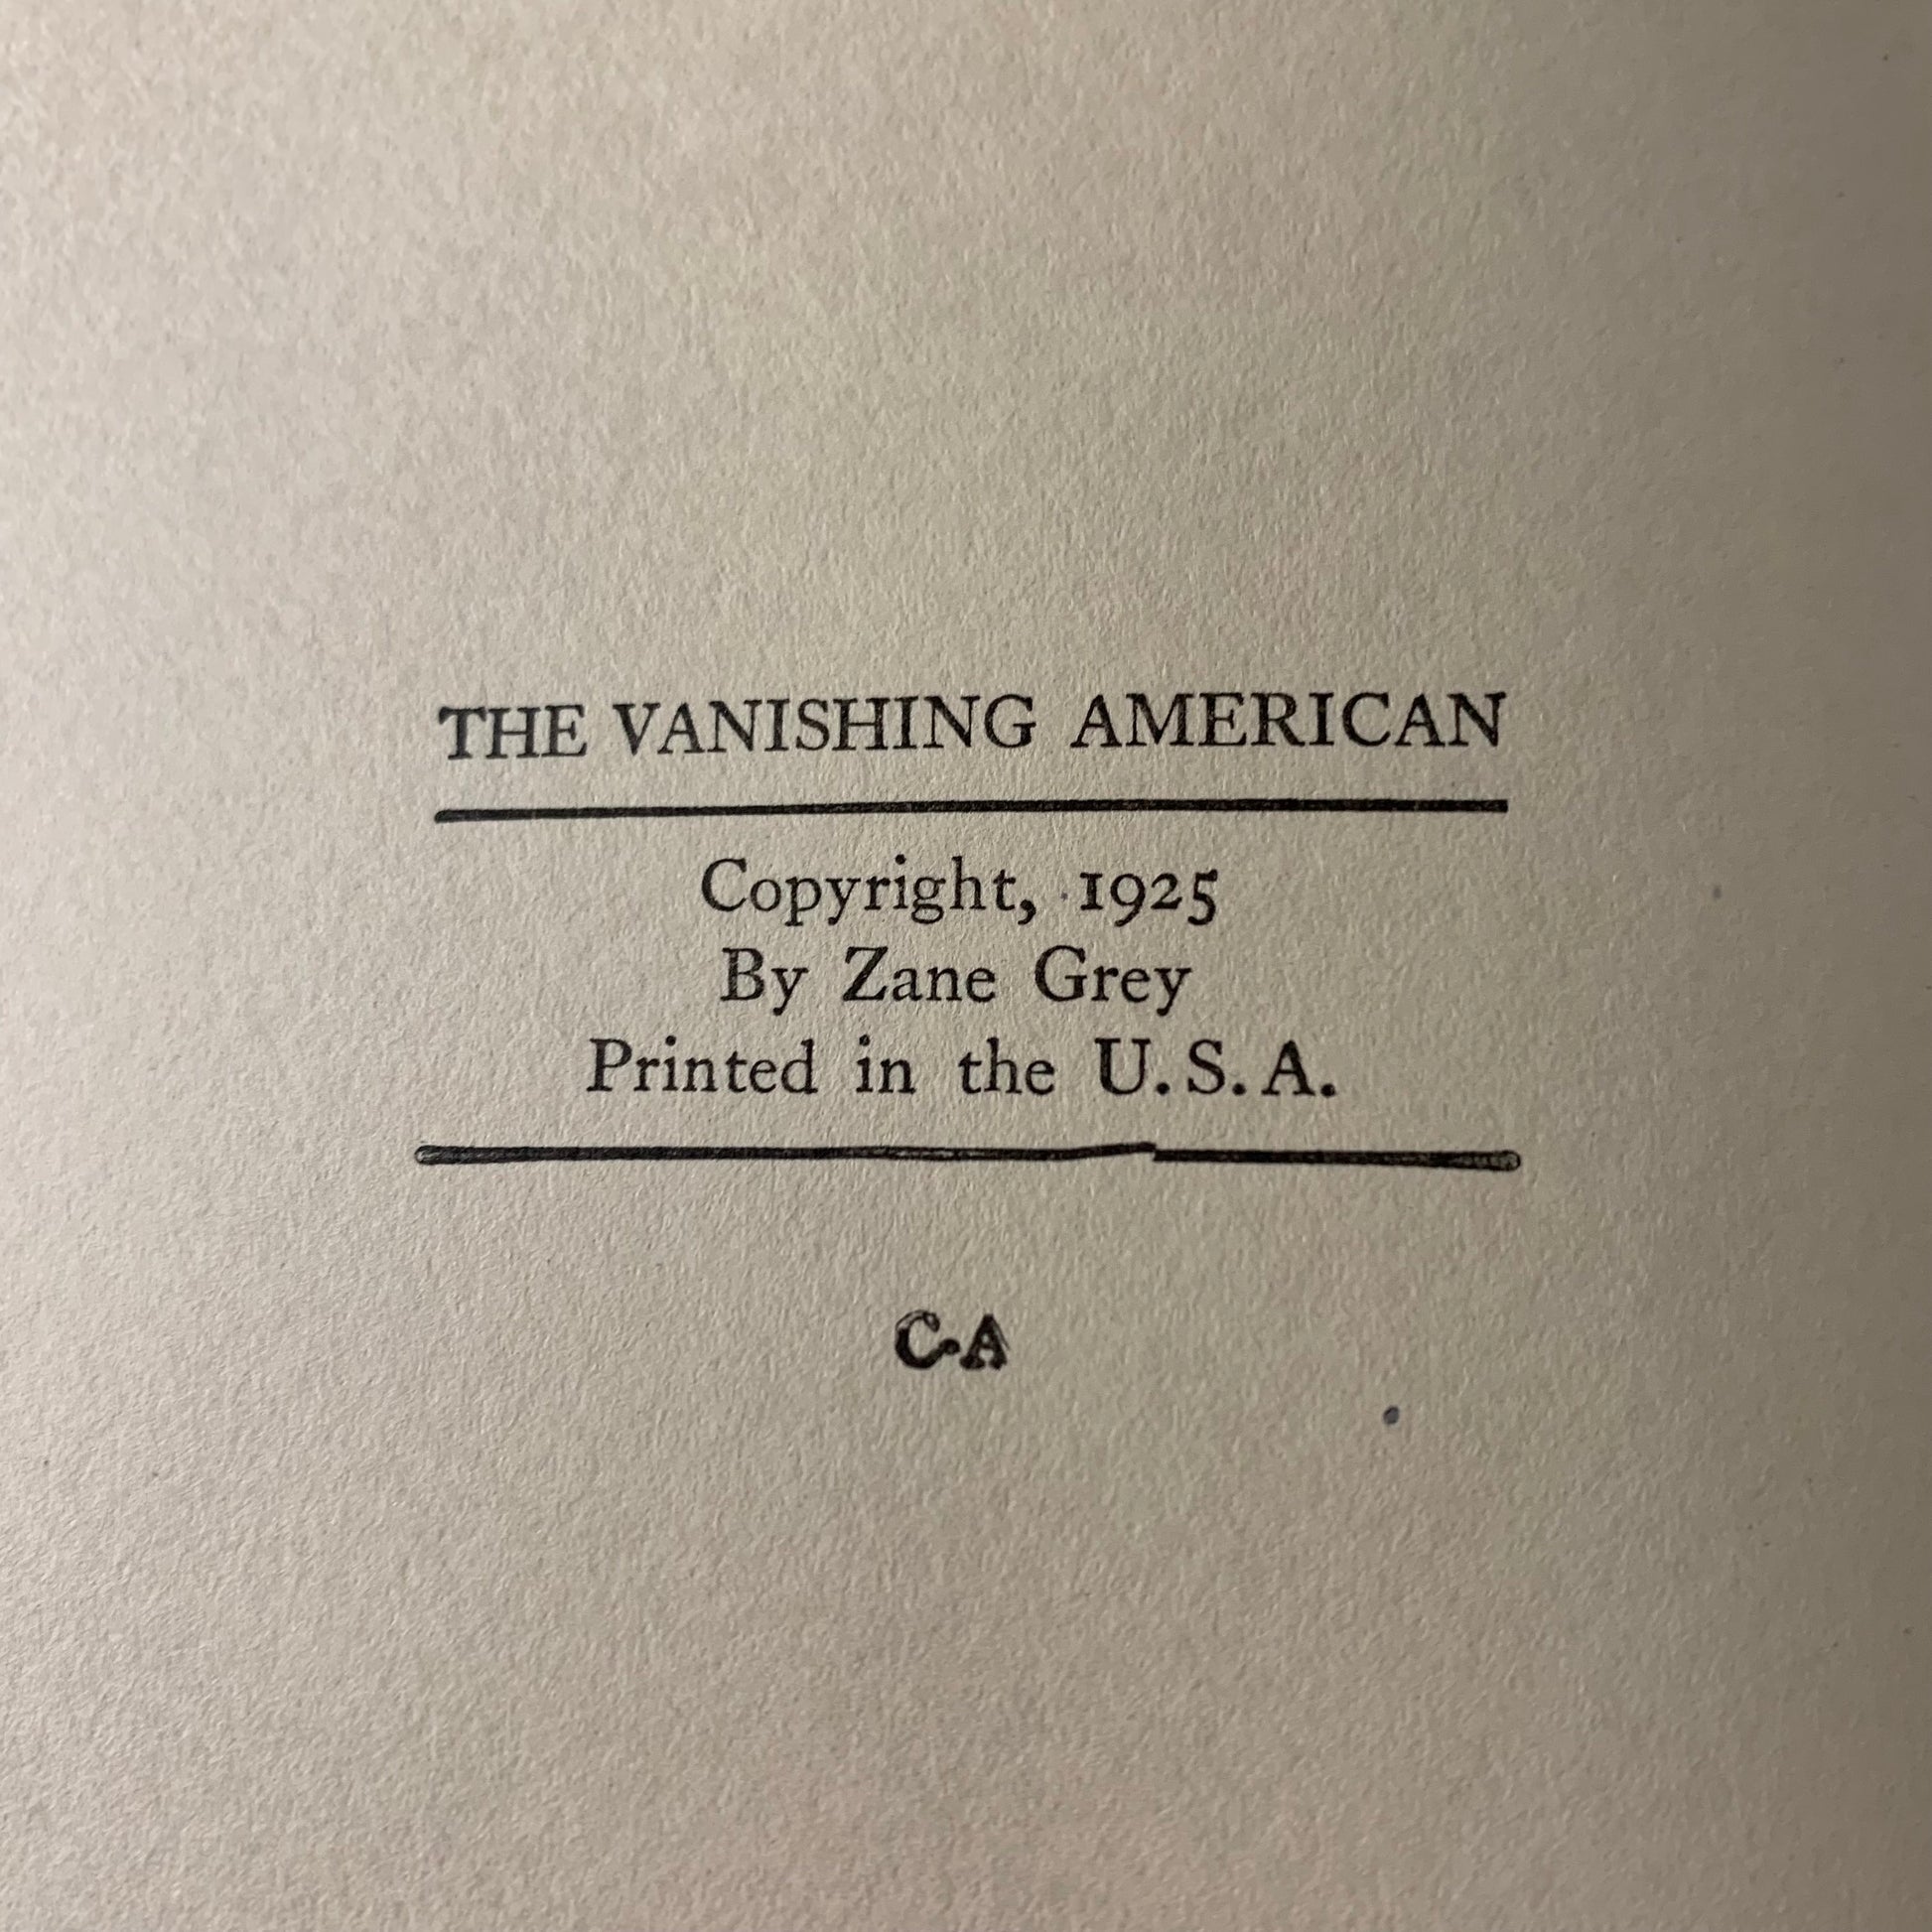 THE VANISHING AMERICAN
Copyright, 1925
By Zane Grey
Printed in the U. S. A.
C-A